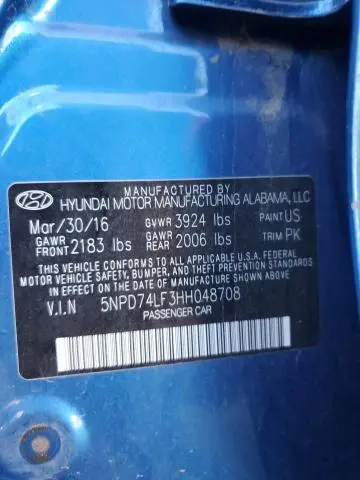 MANUFACTURED BY
HYUNDAI MOTOR MANUFACTURING ALABAMA, LLC
Mar/30/16 GVWR 3924 lbs PAINT US
GAWR FRONT 2183 lbs GAWR REAR 2006 lbs TRIM PK
THIS VEHICLE CONFORMS TO ALL APPLICABLE U.S.A. FEDERAL
MOTOR VEHICLE SAFETY, BUMPER, AND THEFT PREVENTION
STANDARDS IN EFFECT ON THE DATE OF MANUFACTURE SHOWN ABOVE.
V.I.N 5NPD74LF3HH048708
PASSENGER CAR